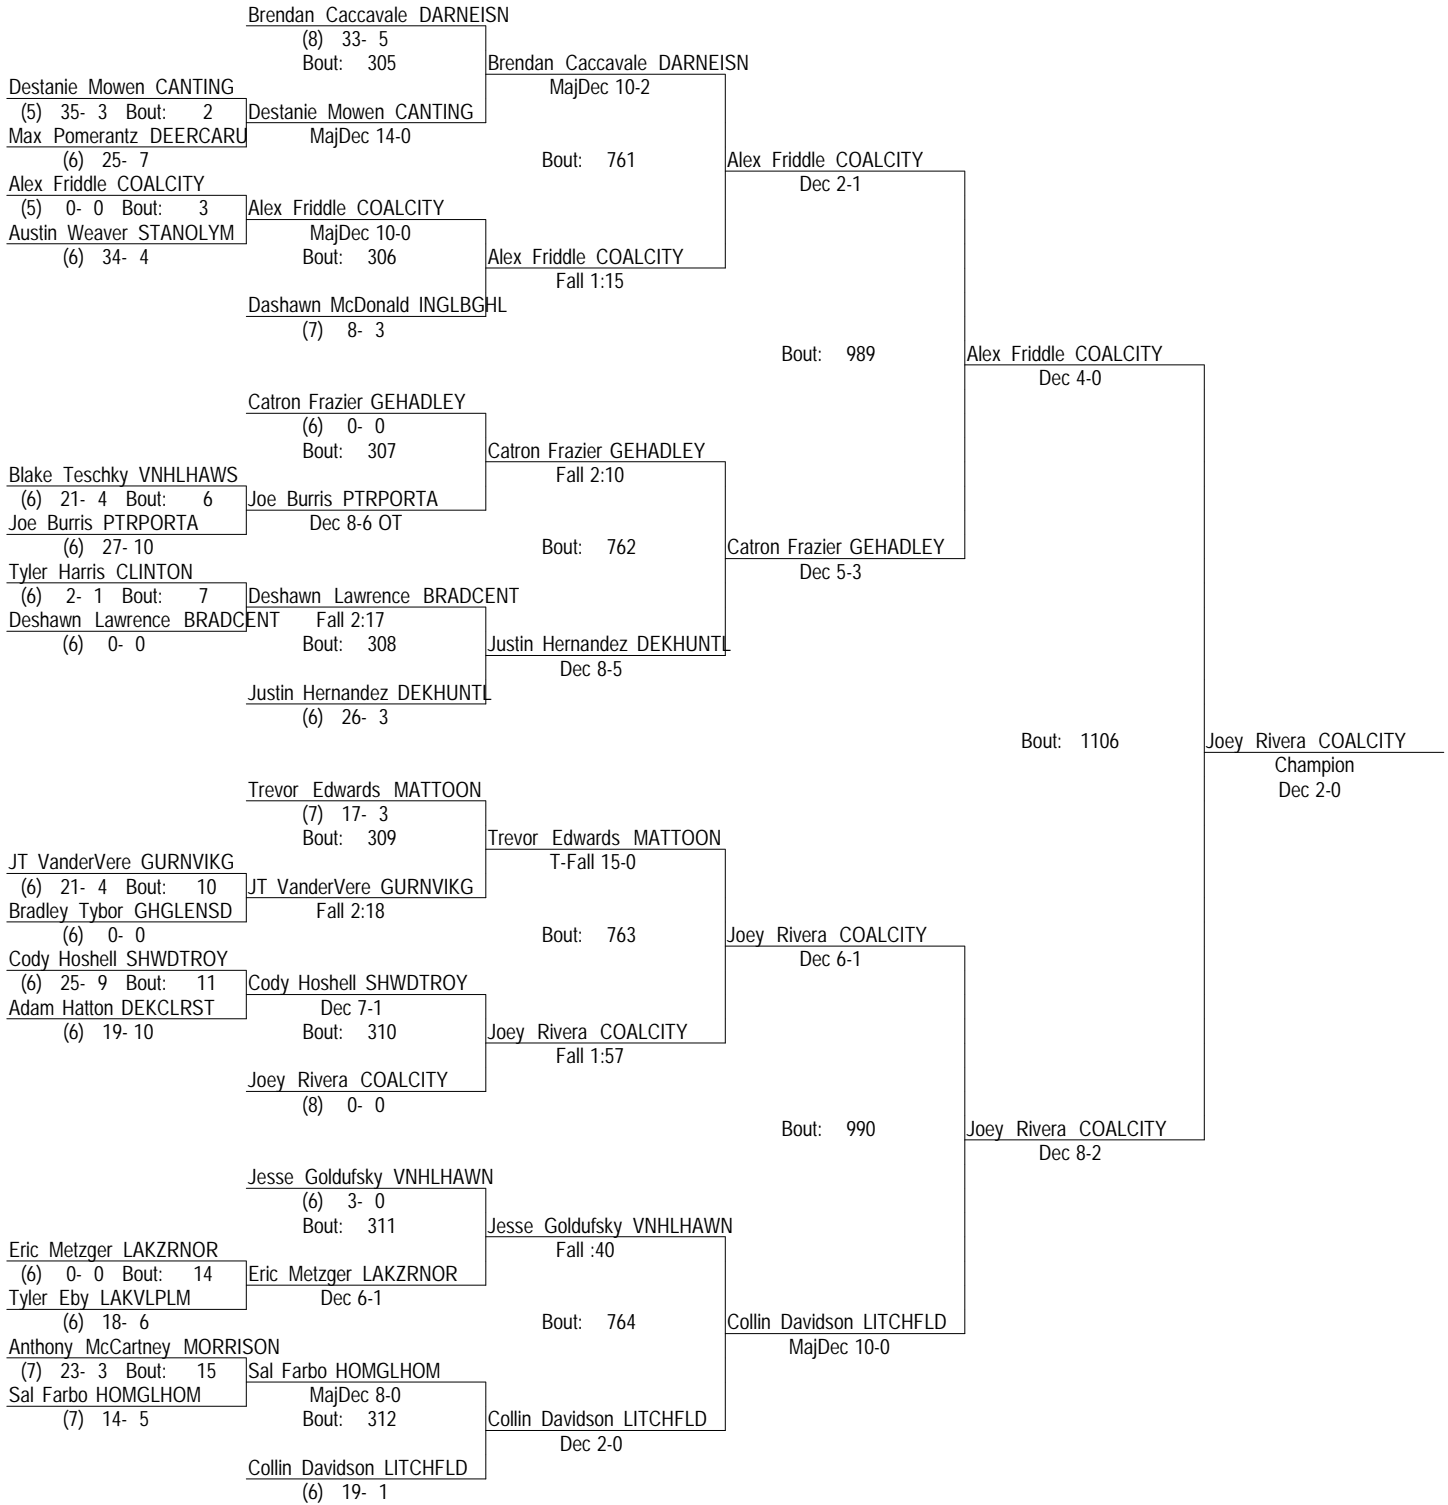 Brendan Caccavale DARNEISN
(8) 33- 5
Bout: 305
Brendan Caccavale DARNEISN
MajDec 10-2
Destanie Mowen CANTING
(5) 35- 3 Bout: 2
Destanie Mowen CANTING
Max Pomerantz DEERCARU
MajDec 14-0
(6) 25- 7
Bout: 761
Alex Friddle COALCITY
Dec 2-1
Alex Friddle COALCITY
(5) 0- 0 Bout: 3
Alex Friddle COALCITY
Austin Weaver STANOLYM
MajDec 10-0
(6) 34- 4
Bout: 306
Alex Friddle COALCITY
Fall 1:15
Dashawn McDonald INGLBGHL
(7) 8- 3
Bout: 989
Alex Friddle COALCITY
Dec 4-0
Catron Frazier GEHADLEY
(6) 0- 0
Bout: 307
Catron Frazier GEHADLEY
Fall 2:10
Blake Teschky VNHLHAWS
(6) 21- 4 Bout: 6
Joe Burris PTRPORTA
Joe Burris PTRPORTA
Dec 8-6 OT
(6) 27- 10
Bout: 762
Catron Frazier GEHADLEY
Dec 5-3
Tyler Harris CLINTON
(6) 2- 1 Bout: 7
Deshawn Lawrence BRADCENT
Deshawn Lawrence BRADCENT
Fall 2:17
(6) 0- 0
Bout: 308
Justin Hernandez DEKHUNTL
Dec 8-5
Justin Hernandez DEKHUNTL
(6) 26- 3
Bout: 1106
Joey Rivera COALCITY
Champion
Dec 2-0
Trevor Edwards MATTOON
(7) 17- 3
Bout: 309
Trevor Edwards MATTOON
T-Fall 15-0
JT VanderVere GURNVIKG
(6) 21- 4 Bout: 10
JT VanderVere GURNVIKG
Bradley Tybor GHGLENSD
Fall 2:18
(6) 0- 0
Bout: 763
Joey Rivera COALCITY
Dec 6-1
Cody Hoshell SHWDTROY
(6) 25- 9 Bout: 11
Cody Hoshell SHWDTROY
Adam Hatton DEKCLRST
Dec 7-1
(6) 19- 10
Bout: 310
Joey Rivera COALCITY
Fall 1:57
Joey Rivera COALCITY
(8) 0- 0
Bout: 990
Joey Rivera COALCITY
Dec 8-2
Jesse Goldufsky VNHLHAWN
(6) 3- 0
Bout: 311
Jesse Goldufsky VNHLHAWN
Fall :40
Eric Metzger LAKZRNOR
(6) 0- 0 Bout: 14
Eric Metzger LAKZRNOR
Tyler Eby LAKVLPLM
Dec 6-1
(6) 18- 6
Bout: 764
Collin Davidson LITCHFLD
MajDec 10-0
Anthony McCartney MORRISON
(7) 23- 3 Bout: 15
Sal Farbo HOMGLHOM
Sal Farbo HOMGLHOM
MajDec 8-0
(7) 14- 5
Bout: 312
Collin Davidson LITCHFLD
Dec 2-0
Collin Davidson LITCHFLD
(6) 19- 1